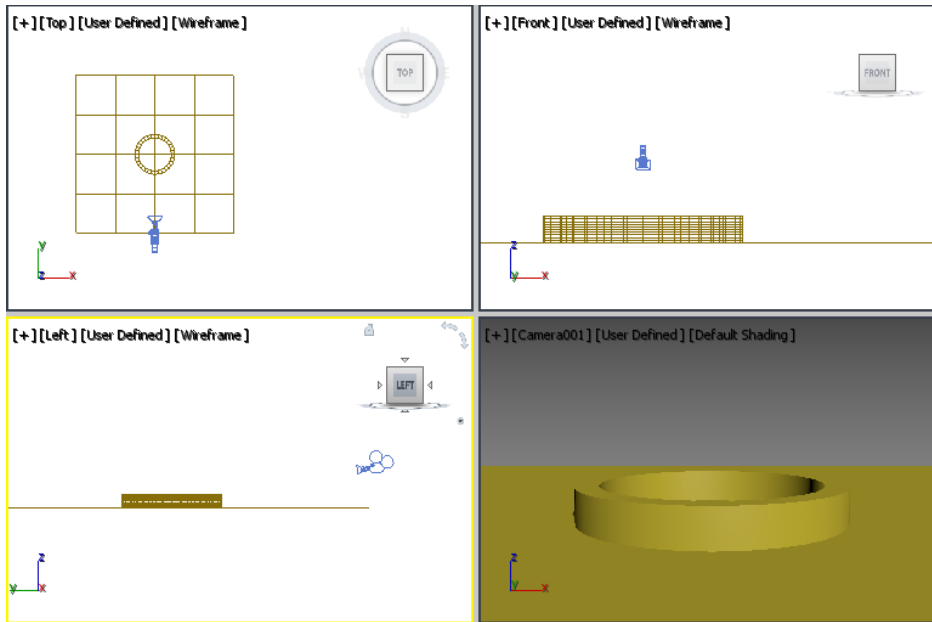 [+] [Top] [User Defined] [Wireframe]
N
W
TOP
E
S
y
z
x
[+] [Front] [User Defined] [Wireframe]
FRONT
z
y
x
[+] [Left] [User Defined] [Wireframe]
LEFT
z
y
x
[+] [Camera001] [User Defined] [Default Shading]
z
y
x